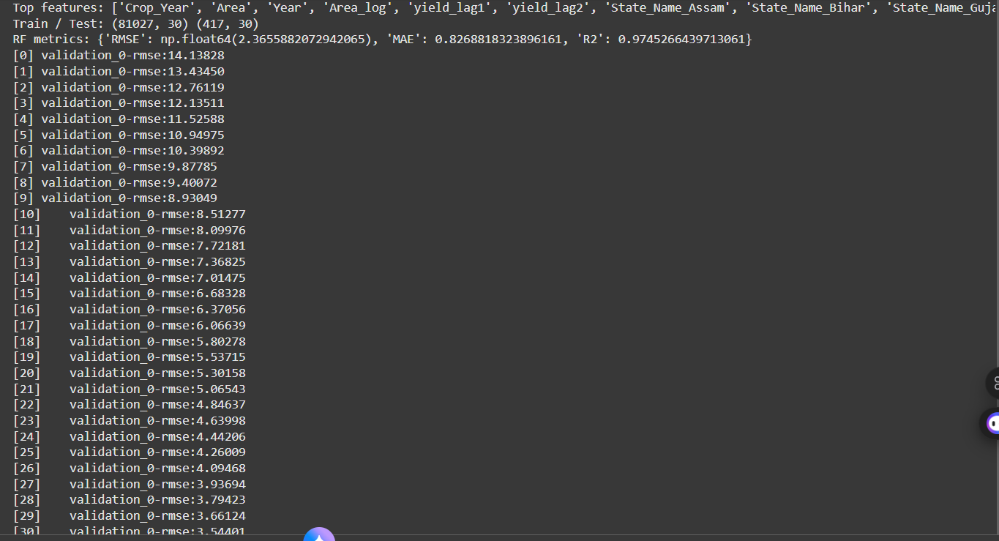 Top features: ['Crop_Year', 'Area', 'Year', 'Area_log', 'yield_lag1', 'yield_lag2', 'State_Name_Assam', 'State_Name_Bihar', 'State_Name_Guja
Train / Test: (81027, 30) (417, 30)
RF metrics: {'RMSE': np.float64(2.3655882072942065), 'MAE': 0.8268818323896161, 'R2': 0.9745266439713061}
[0] validation_0-rmse:14.13828
[1] validation_0-rmse:13.43450
[2] validation_0-rmse:12.76119
[3] validation_0-rmse:12.13511
[4] validation_0-rmse:11.52588
[5] validation_0-rmse:10.94975
[6] validation_0-rmse:10.39892
[7] validation_0-rmse:9.87785
[8] validation_0-rmse:9.40072
[9] validation_0-rmse:8.93049
[10]    validation_0-rmse:8.51277
[11]    validation_0-rmse:8.09976
[12]    validation_0-rmse:7.72181
[13]    validation_0-rmse:7.36825
[14]    validation_0-rmse:7.01475
[15]    validation_0-rmse:6.68328
[16]    validation_0-rmse:6.37056
[17]    validation_0-rmse:6.06639
[18]    validation_0-rmse:5.80278
[19]    validation_0-rmse:5.53715
[20]    validation_0-rmse:5.30158
[21]    validation_0-rmse:5.06543
[22]    validation_0-rmse:4.84637
[23]    validation_0-rmse:4.63998
[24]    validation_0-rmse:4.44206
[25]    validation_0-rmse:4.26009
[26]    validation_0-rmse:4.09468
[27]    validation_0-rmse:3.93694
[28]    validation_0-rmse:3.79423
[29]    validation_0-rmse:3.66124
[30]    validation_0-rmse:3.54401